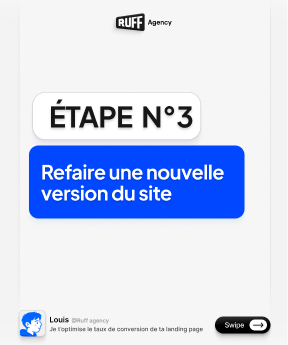 RUFF Agency
ÉTAPE N°3
Refaire une nouvelle
version du site
Louis @Ruff agency
Je t'optimise le taux de conversion de ta landing page
Swipe